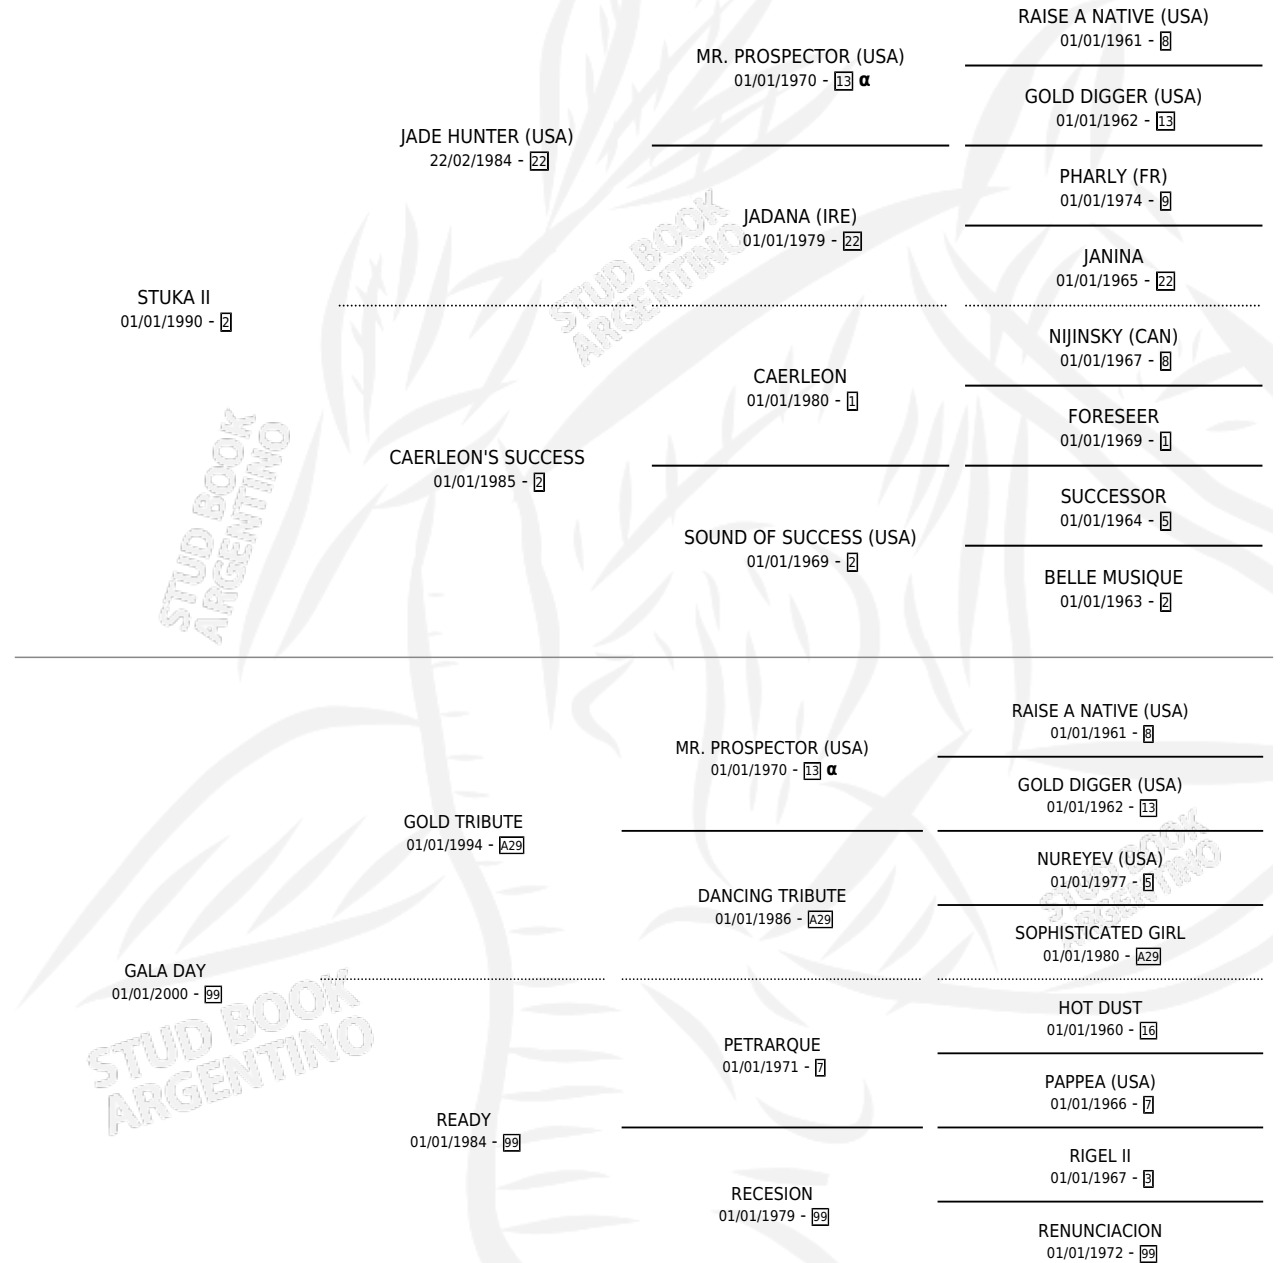 RAISE A NATIVE (USA)
01/01/1961 - 8
MR. PROSPECTOR (USA)
01/01/1970 - 13 α
GOLD DIGGER (USA)
01/01/1962 - 13
JADE HUNTER (USA)
22/02/1984 - 22
PHARLY (FR)
01/01/1974 - 9
JADANA (IRE)
01/01/1979 - 22
JANINA
01/01/1965 - 22
STUD BOOK
ARGENTINO
STUKA II
01/01/1990 - 2
NIJINSKY (CAN)
01/01/1967 - 8
CAERLEON
01/01/1980 - 1
FORESEER
01/01/1969 - 1
CAERLEON'S SUCCESS
01/01/1985 - 2
SUCCESSOR
01/01/1964 - 5
SOUND OF SUCCESS (USA)
01/01/1969 - 2
BELLE MUSIQUE
01/01/1963 - 2
STUD BOOK
ARGENTINO
RAISE A NATIVE (USA)
01/01/1961 - 8
MR. PROSPECTOR (USA)
01/01/1970 - 13 α
GOLD DIGGER (USA)
01/01/1962 - 13
GOLD TRIBUTE
01/01/1994 - A29
NUREYEV (USA)
01/01/1977 - 5
DANCING TRIBUTE
01/01/1986 - A29
SOPHISTICATED GIRL
01/01/1980 - A29
STUD BOOK
ARGENTINO
GALA DAY
01/01/2000 - 99
HOT DUST
01/01/1960 - 16
PETRARQUE
01/01/1971 - 7
PAPPEA (USA)
01/01/1966 - 7
STUD BOOK
ARGENTINO
READY
01/01/1984 - 99
RIGEL II
01/01/1967 - 3
RECESION
01/01/1979 - 99
RENUNCIACION
01/01/1972 - 99